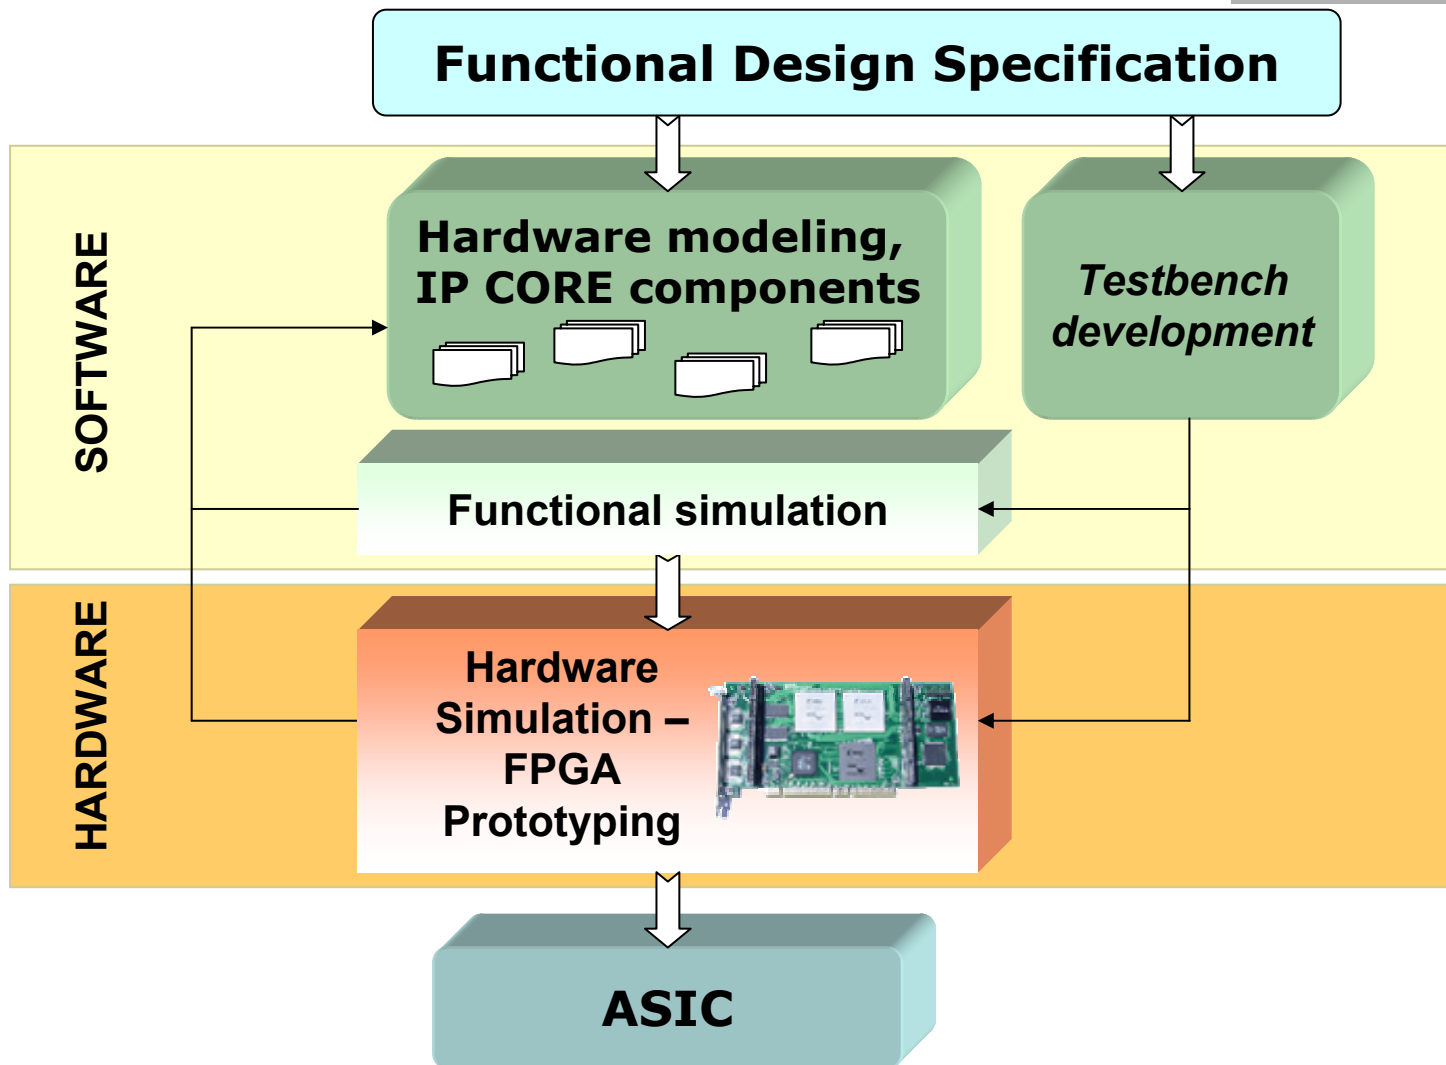 Functional Design Specification
SOFTWARE
Hardware modeling,
IP CORE components
Testbench
development
Functional simulation
HARDWARE
Hardware
Simulation –
FPGA
Prototyping
ASIC